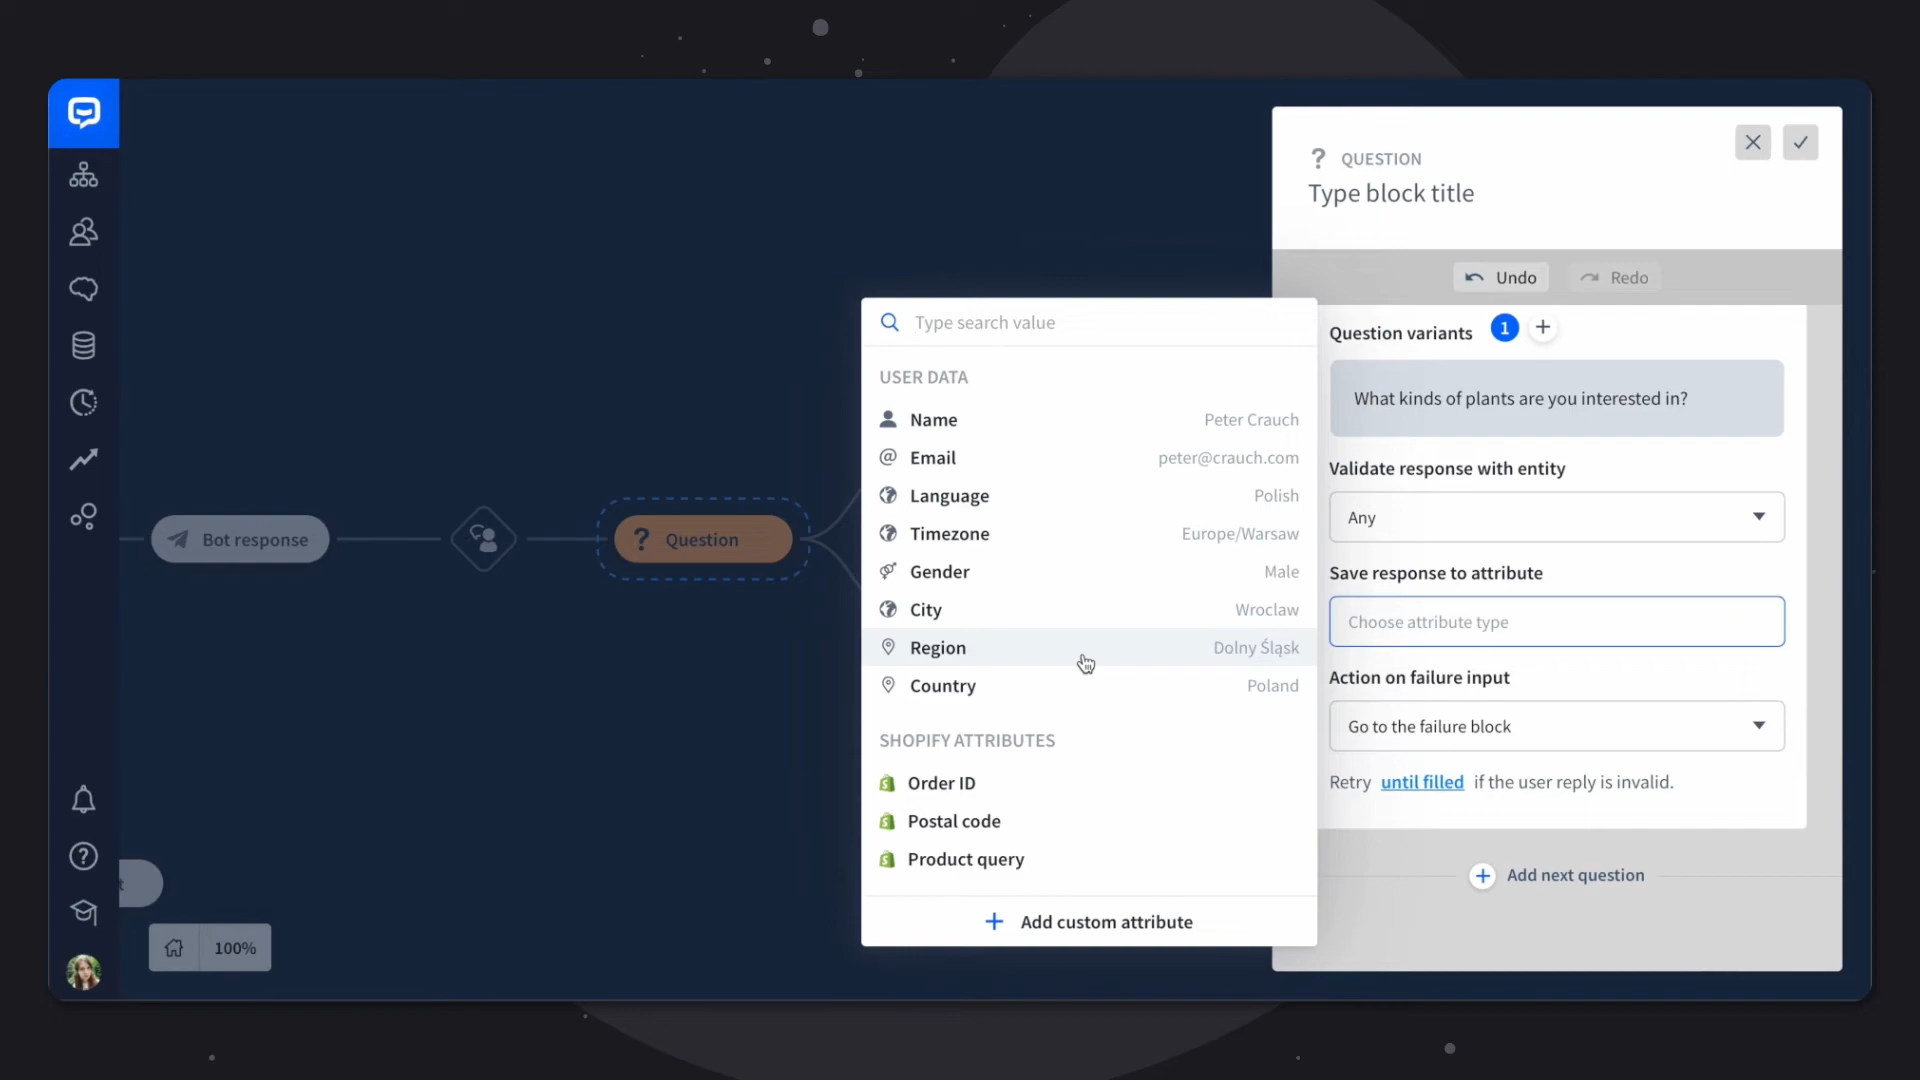 ? QUESTION
Type block title
Undo
Redo
Type search value
Question variants 1 +
USER DATA
What kinds of plants are you interested in?
Name Peter Crauch
Email peter@crauch.com
Validate response with entity
Language Polish
Any
Timezone Europe/Warsaw
Bot response
? Question
Gender Male
Save response to attribute
City Wroclaw
Choose attribute type
Region Dolny Śląsk
Country Poland
Action on failure input
Go to the failure block
SHOPIFY ATTRIBUTES
Order ID
Retry until filled if the user reply is invalid.
Postal code
Product query
+ Add next question
t
+ Add custom attribute
100%